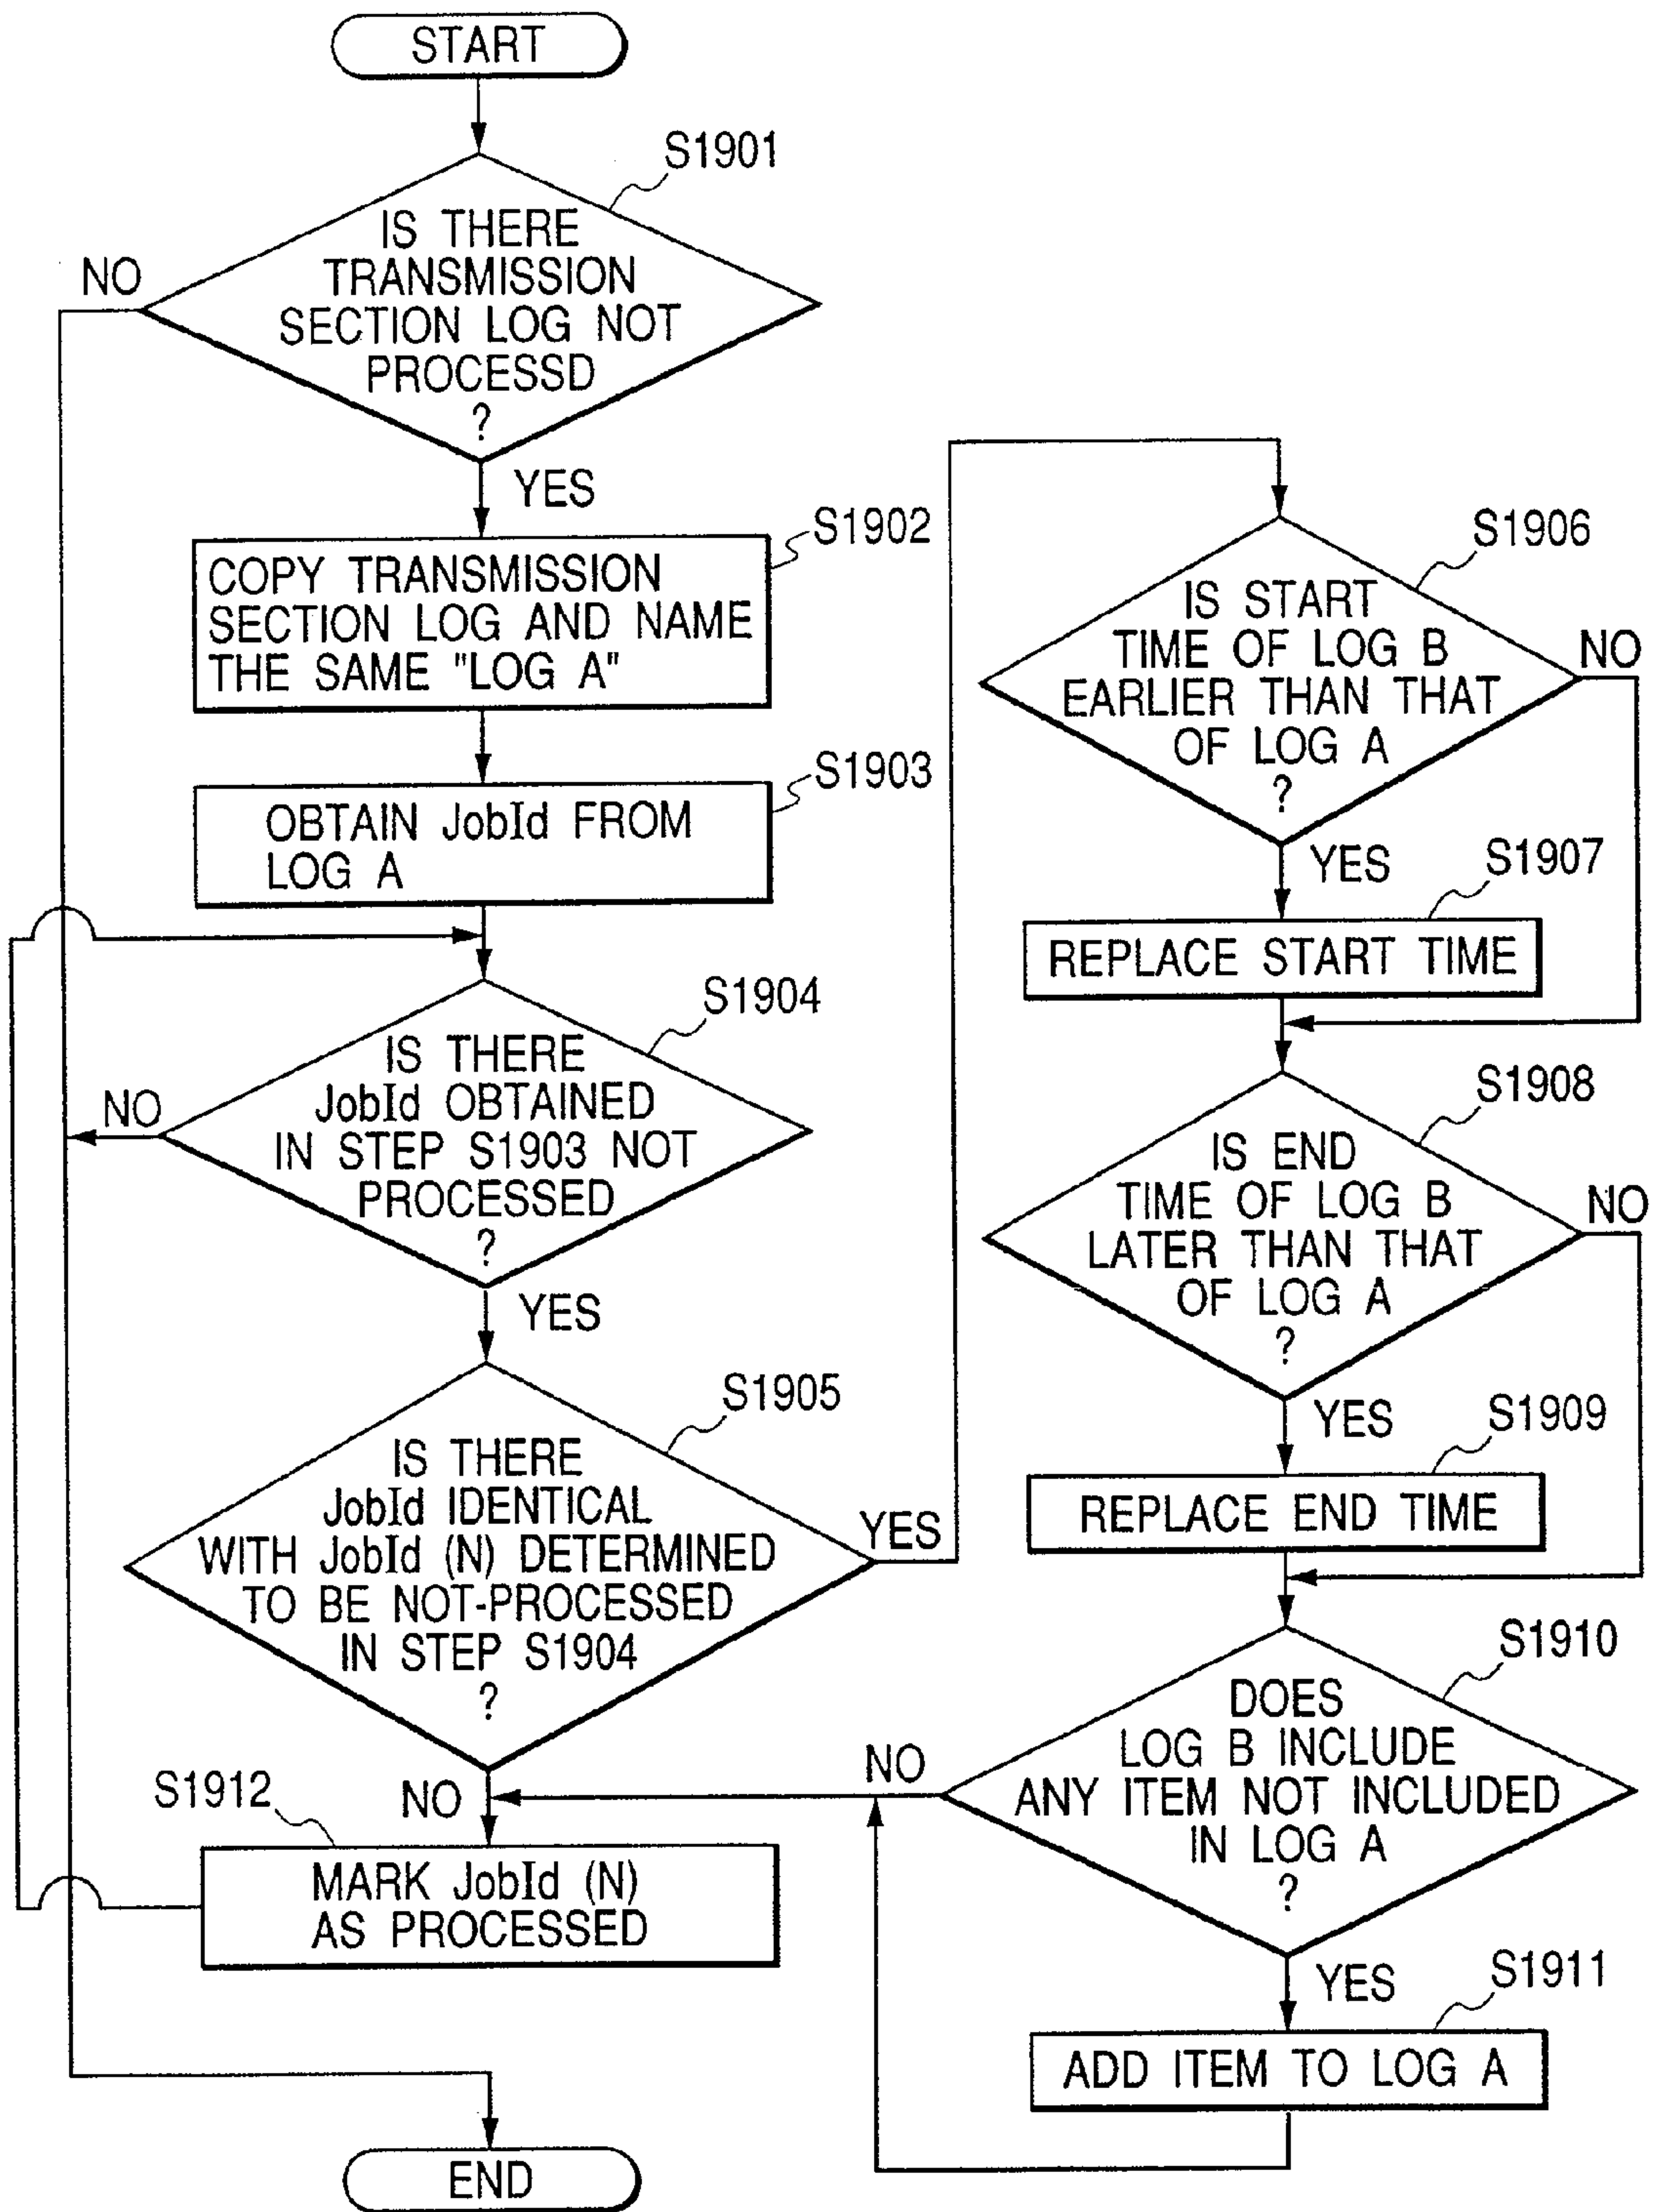 START
S1901
IS THERE
TRANSMISSION
SECTION LOG NOT
PROCESSD
?
NO
YES
S1902
COPY TRANSMISSION
SECTION LOG AND NAME
THE SAME "LOG A"
S1903
OBTAIN JobId FROM
LOG A
S1904
IS THERE
JobId OBTAINED
IN STEP S1903 NOT
PROCESSED
?
NO
YES
S1905
IS THERE
JobId IDENTICAL
WITH JobId (N) DETERMINED
TO BE NOT-PROCESSED
IN STEP S1904
?
YES
NO
S1912
MARK JobId (N)
AS PROCESSED
END
S1906
IS START
TIME OF LOG B
EARLIER THAN THAT
OF LOG A
?
NO
YES
S1907
REPLACE START TIME
S1908
IS END
TIME OF LOG B
LATER THAN THAT
OF LOG A
?
NO
YES
S1909
REPLACE END TIME
S1910
DOES
LOG B INCLUDE
ANY ITEM NOT INCLUDED
IN LOG A
?
NO
YES
S1911
ADD ITEM TO LOG A